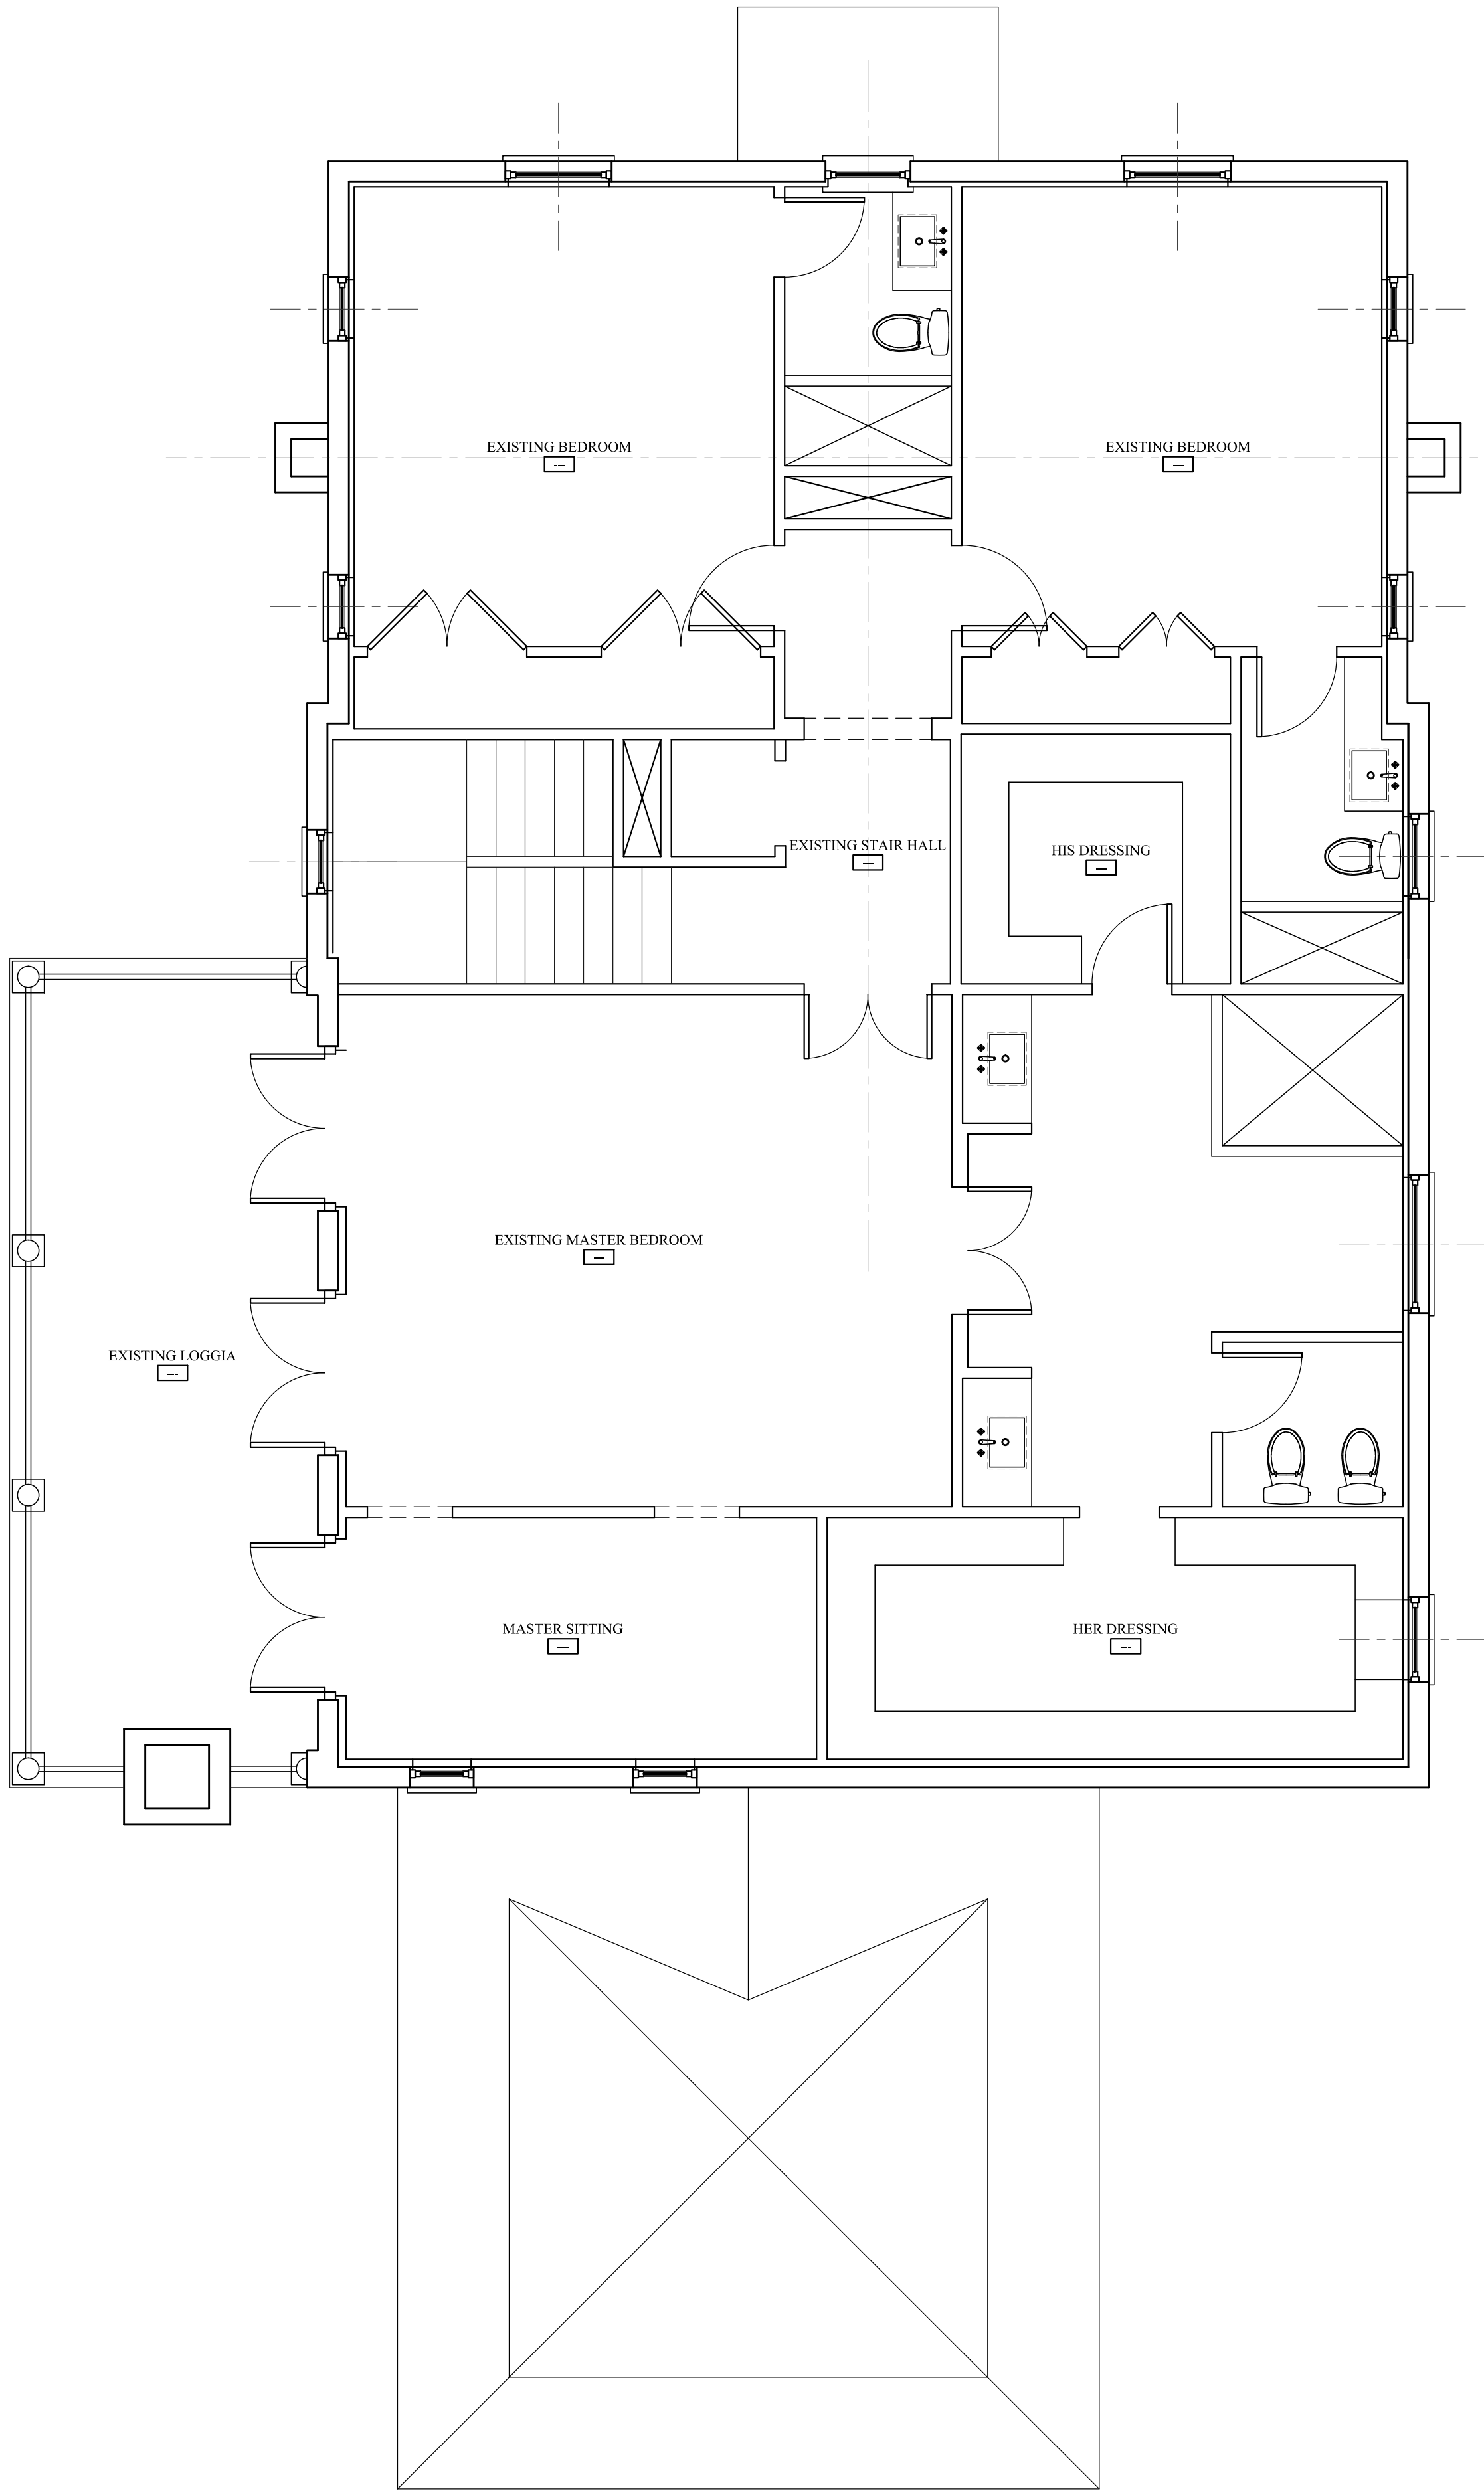 EXISTING BEDROOM
---
EXISTING BEDROOM
---
EXISTING STAIR HALL
---
HIS DRESSING
---
EXISTING MASTER BEDROOM
---
EXISTING LOGGIA
---
MASTER SITTING
---
HER DRESSING
---